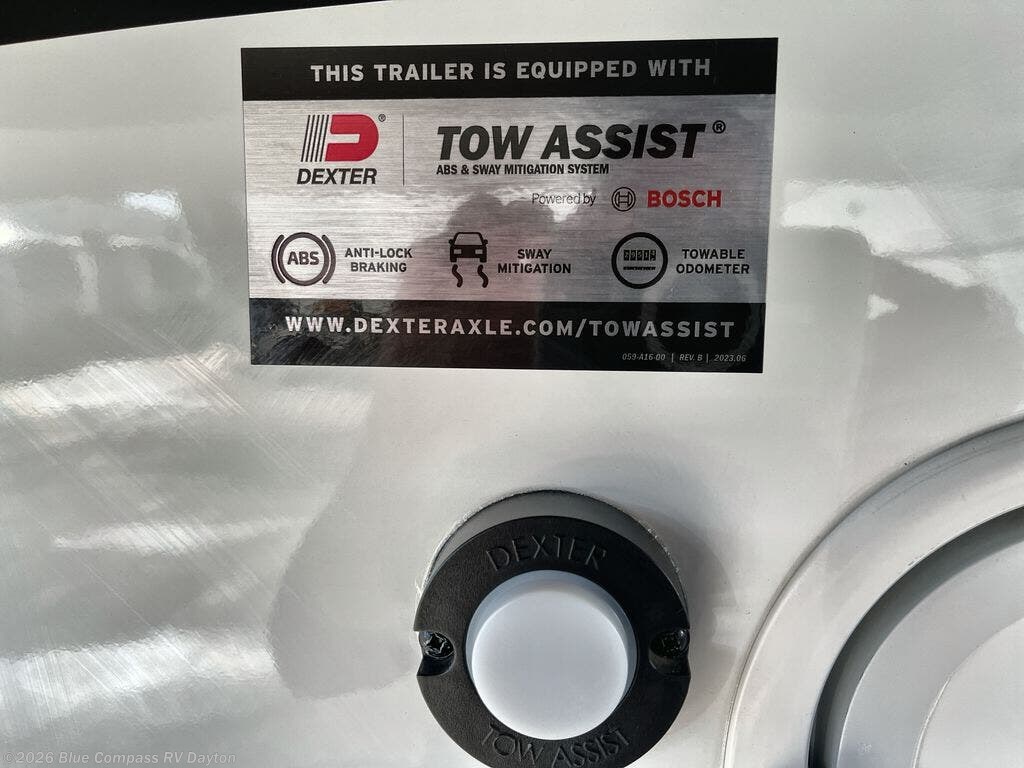 THIS TRAILER IS EQUIPPED WITH
DEXTER®
TOW ASSIST®
ABS & SWAY MITIGATION SYSTEM
Powered by BOSCH
ABS
ANTI-LOCK
BRAKING
SWAY
MITIGATION
TOWABLE
ODOMETER
WWW.DEXTERAXLE.COM/TOWASSIST
059-A16-00 | REV. B | 2023.06
DEXTER
TOW ASSIST
©2026 Blue Compass RV Dayton